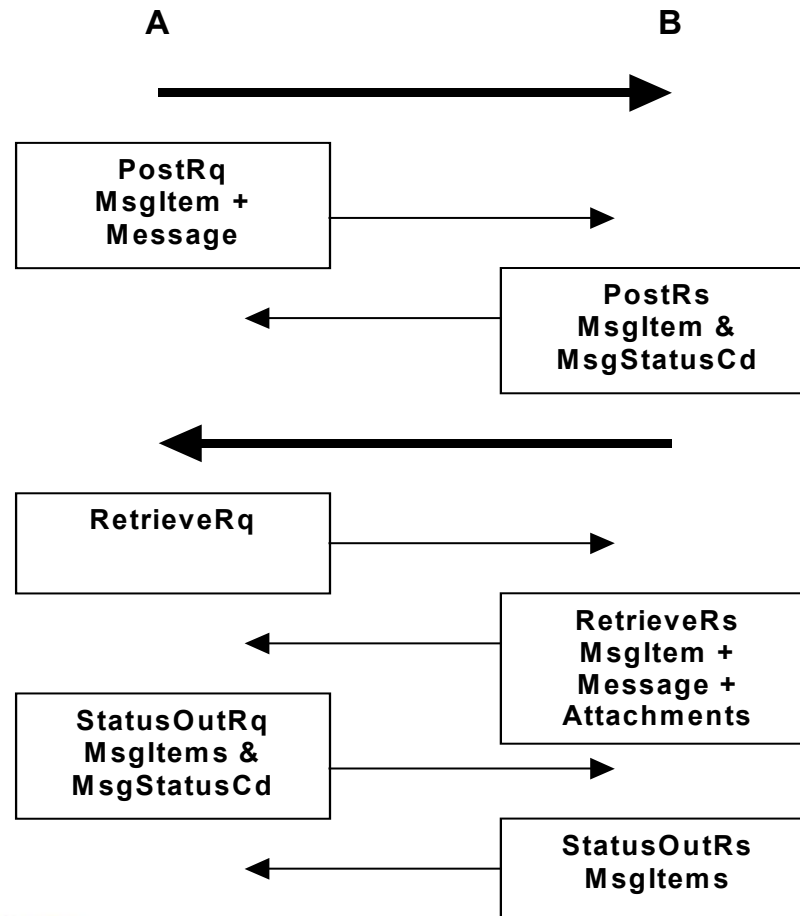 A
B
PostRq
MsgItem +
Message
PostRs
MsgItem &
MsgStatusCd
RetrieveRq
RetrieveRs
MsgItem +
Message +
Attachments
StatusOutRq
MsgItems &
MsgStatusCd
StatusOutRs
MsgItems